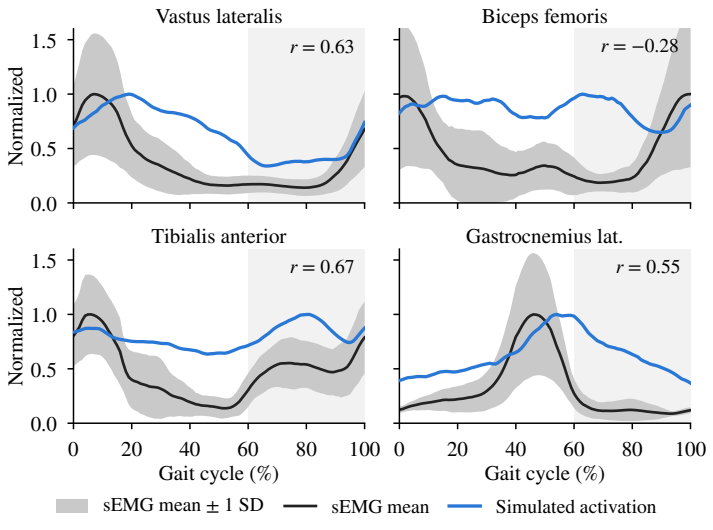 Vastus lateralis
Biceps femoris
1.5
1.0
0.5
0.0
Normalized
r = 0.63
r = −0.28
Tibialis anterior
Gastrocnemius lat.
1.5
1.0
0.5
0.0
Normalized
r = 0.67
r = 0.55
0 20 40 60 80 100
0 20 40 60 80 100
Gait cycle (%)
Gait cycle (%)
sEMG mean ± 1 SD
sEMG mean
Simulated activation